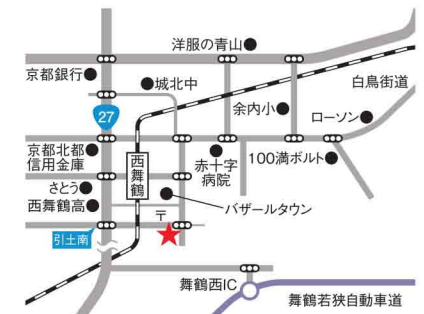 洋服の青山
京都銀行
城北中
白鳥街道
27
余内小
ローソン
京都北都
信用金庫
西舞鶴
赤十字
病院
100満ボルト
さとう
西舞鶴高
バザールタウン
〒
引土南
舞鶴西IC
舞鶴若狭自動車道